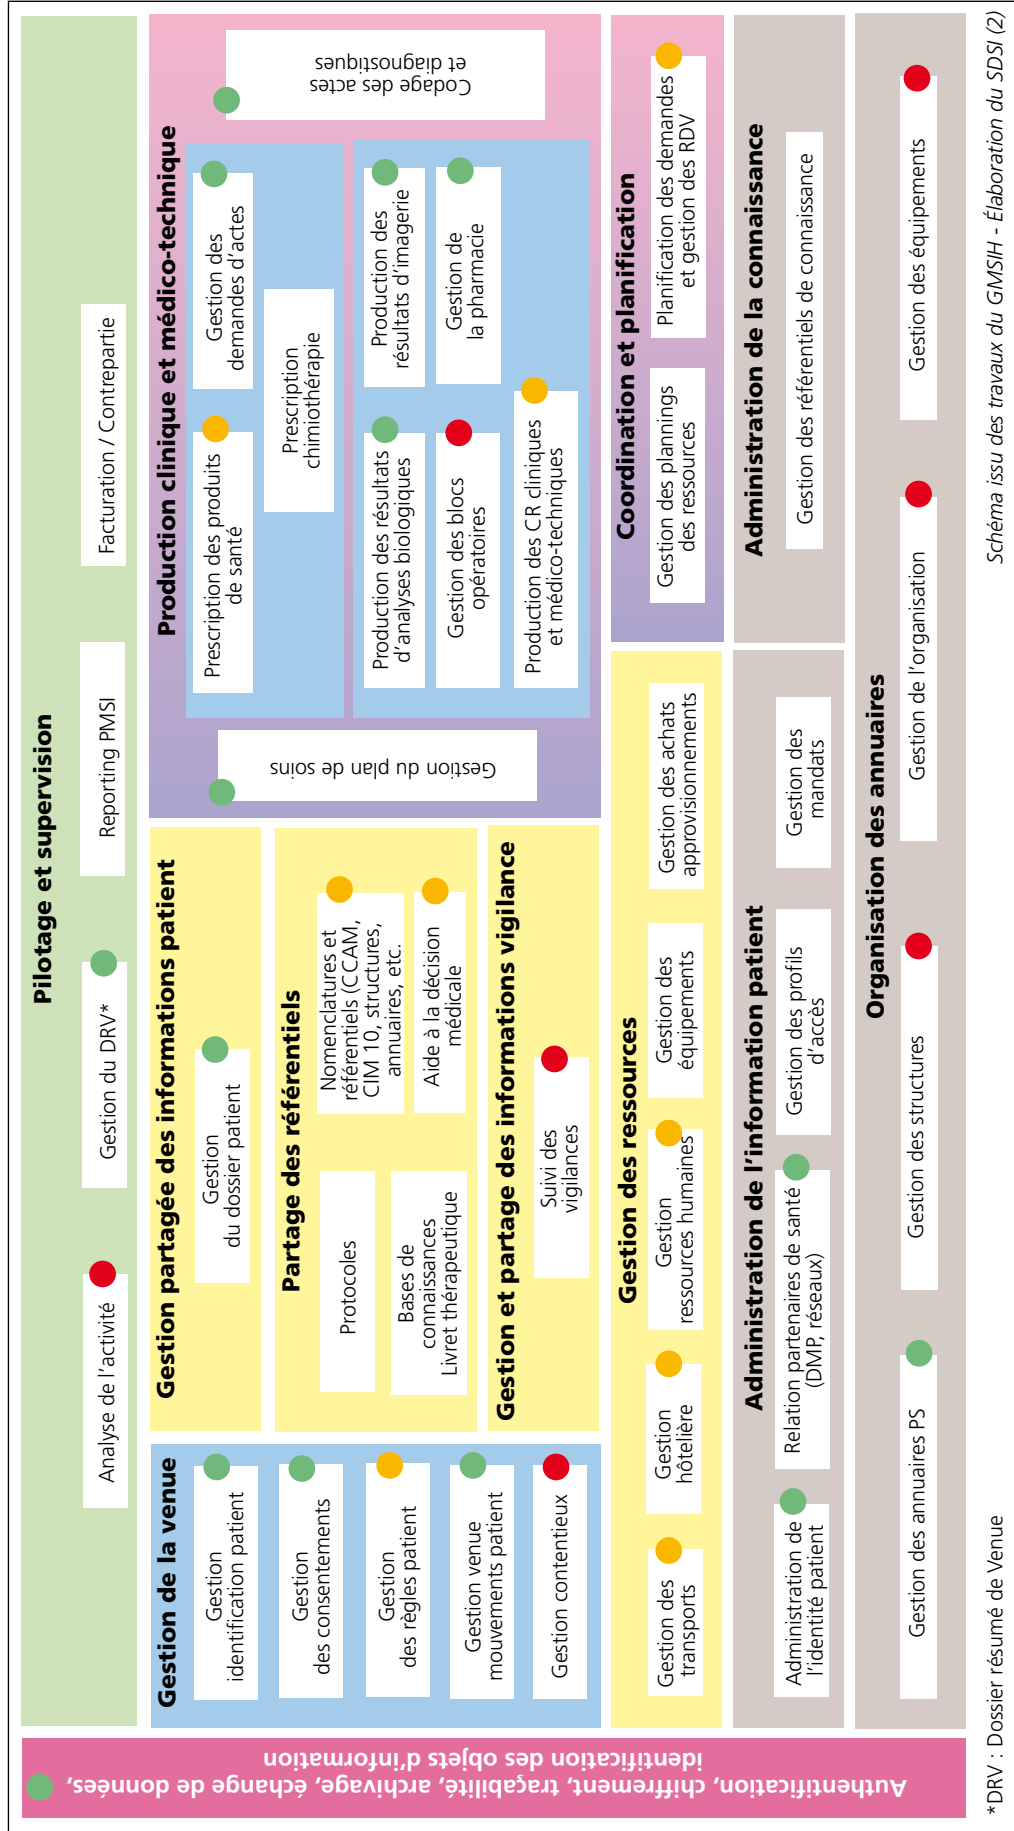 Authentification, chiffrement, traçabilité, archivage, échange de données,
identification des objets d'information
Pilotage et supervision
Analyse de l'activité
Gestion du DRV*
Reporting PMSI
Facturation / Contrepartie
Gestion de la venue
Gestion
identification patient
Gestion
des consentements
Gestion
des règles patient
Gestion venue
mouvements patient
Gestion contentieux
Gestion partagée des informations patient
Gestion
du dossier patient
Partage des référentiels
Protocoles
Nomenclatures et
référentiels (CCAM,
CIM 10, structures,
annuaires, etc.
Bases de
connaissances
Livret thérapeutique
Aide à la décision
médicale
Gestion et partage des informations vigilance
Suivi des
vigilances
Production clinique et médico-technique
Gestion du plan de soins
Prescription des produits
de santé
Gestion des
demandes d'actes
Prescription
chimiothérapie
Production des résultats
d'analyses biologiques
Production des
résultats d'imagerie
Gestion des blocs
opératoires
Gestion de
la pharmacie
Production des CR cliniques
et médico-techniques
Codage des actes
et diagnostiques
Gestion des ressources
Gestion des
transports
Gestion
hôtelière
Gestion
ressources humaines
Gestion des
équipements
Gestion des achats
approvisionnements
Coordination et planification
Gestion des plannings
des ressources
Planification des demandes
et gestion des RDV
Administration de l'information patient
Administration de
l'identité patient
Relation partenaires de santé
(DMP, réseaux)
Gestion des profils
d'accès
Gestion des
mandats
Administration de la connaissance
Gestion des référentiels de connaissance
Organisation des annuaires
Gestion des annuaires PS
Gestion des structures
Gestion de l'organisation
Gestion des équipements
*DRV : Dossier résumé de Venue
Schéma issu des travaux du GMSIH - Élaboration du SDSI (2)